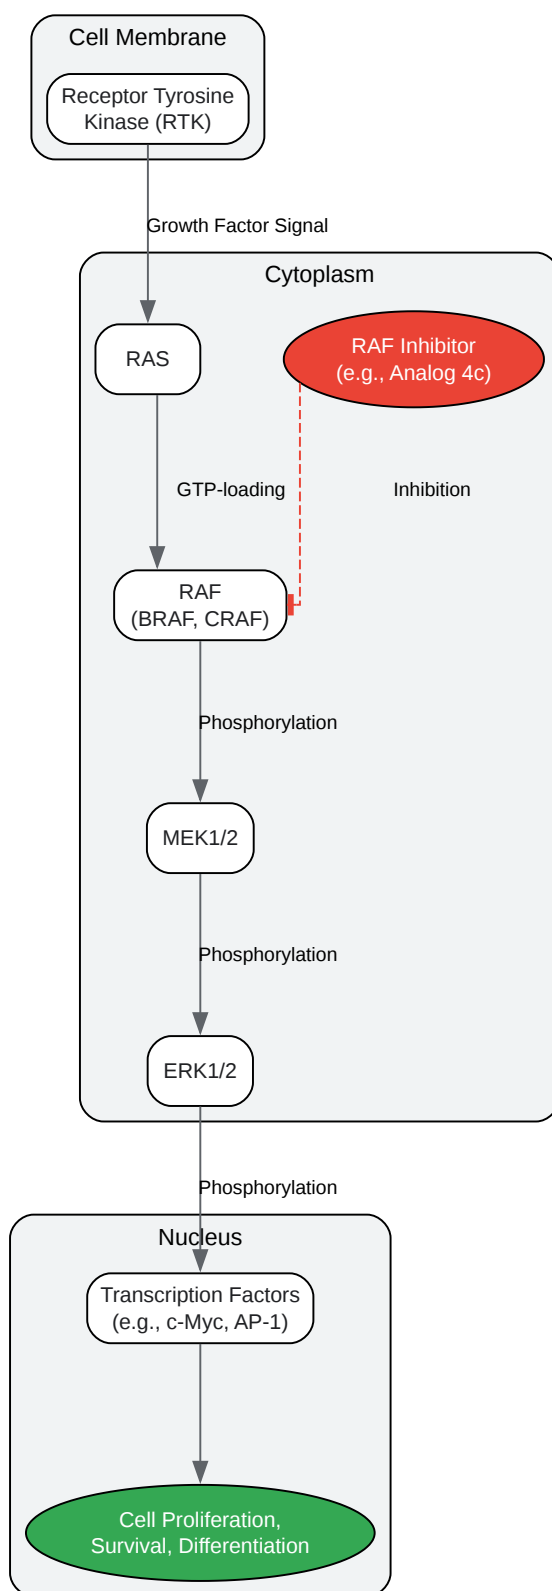 Cell Membrane
Receptor Tyrosine
Kinase (RTK)
Growth Factor Signal
Cytoplasm
RAS
RAF Inhibitor
(e.g., Analog 4c)
GTP-loading
Inhibition
RAF
(BRAF, CRAF)
Phosphorylation
MEK1/2
Phosphorylation
ERK1/2
Phosphorylation
Nucleus
Transcription Factors
(e.g., c-Myc, AP-1)
Cell Proliferation,
Survival, Differentiation